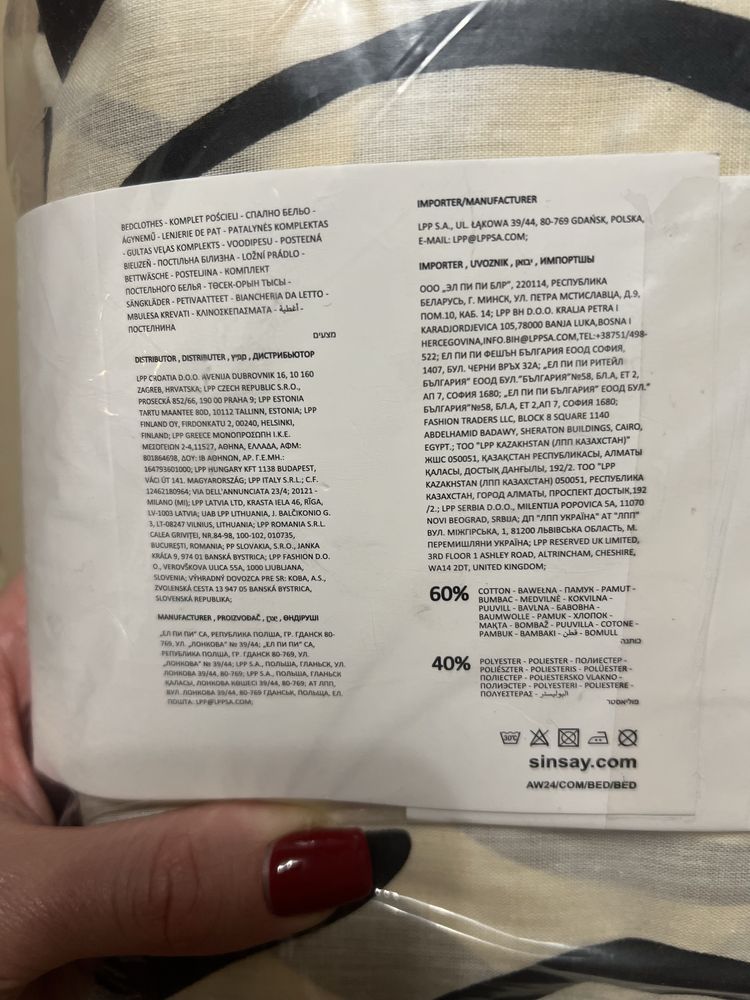 BEDCLOTHES - KOMPLET POŚCIELI - СПАЛНО БЕЛЬО -
ÁGYNEMŰ - LENJERIE DE PAT - PATALYNĖS KOMPLEKTAS
- GULTAS VEĻAS KOMPLEKTS - VOODIPESU - POSTEĽNÁ
BIELIZEŇ - ПОСТІЛЬНА БІЛИЗНА - LOŽNÍ PRÁDLO -
BETTWÄSCHE - POSTELJINA - КОМПЛЕКТ
ПОСТЕЛЬНОГО БЕЛЬЯ - ТӨСЕК-ОРЫН ТЫСЫ -
SÄNGKLÄDER - PETIVAATTEET - BIANCHERIA DA LETTO -
MBULESA KREVATI - ΚΛΙΝΟΣΚΕΠΑΣΜΑΤΑ - أغطية -
ПОСТЕЛНИНА
מצעים
DISTRIBUTOR , DISTRIBUTER , מפיץ , ДИСТРИБЬЮТОР
LPP CROATIA D.O.O. AVENIJA DUBROVNIK 16, 10 160
ZAGREB, HRVATSKA; LPP CZECH REPUBLIC S.R.O.,
PROSECKÁ 852/66, 190 00 PRAHA 9; LPP ESTONIA
TARTU MAANTEE 80D, 10112 TALLINN, ESTONIA; LPP
FINLAND OY, FIRDONKATU 2, 00240, HELSINKI,
FINLAND; LPP GREECE ΜΟΝΟΠΡΟΣΩΠΗ Ι.Κ.Ε.
ΜΕΣΟΓΕΙΩΝ 2-4,11527, ΑΘΗΝΑ, ΕΛΛΑΔΑ, ΑΦΜ:
801864698, ΔΟΥ: ΙΒ ΑΘΗΝΩΝ, ΑΡ. Γ.Ε.ΜΗ.:
164793601000; LPP HUNGARY KFT 1138 BUDAPEST,
VÁCI ÚT 141. MAGYARORSZÁG; LPP ITALY S.R.L.; C.F.
12462180964; VIA DELL'ANNUNCIATA 23/4; 20121 -
MILANO (MI); LPP LATVIA LTD, KRASTA IELA 46, RĪGA,
LV-1003 LATVIA; UAB LPP LITHUANIA, J. BALČIKONIO G.
3, LT-08247 VILNIUS, LITHUANIA; LPP ROMANIA S.R.L.
CALEA GRIVIȚEI, NR.84-98, 100-102, 010735,
BUCUREȘTI, ROMANIA; PP SLOVAKIA, S.R.O., JANKA
KRÁĽA 9, 974 01 BANSKÁ BYSTRICA; LPP FASHION D.O.
O., VEROVŠKOVA ULICA 55A, 1000 LJUBLJANA,
SLOVENIA; VÝHRADNÝ DOVOZCA PRE SR: KOBA, A.S.,
ZVOLENSKÁ CESTA 13 947 05 BANSKÁ BYSTRICA,
SLOVENSKÁ REPUBLIKA;
MANUFACTURER , PROIZVOĐAČ , יצרן , ӨНДІРУШІ
„ЕЛ ПИ ПИ" СА, РЕПУБЛИКА ПОЛША, ГР. ГДАНСК 80-
769, УЛ. „ЛОНКОВА" № 39/44; „ЕЛ ПИ ПИ" СА,
РЕПУБЛИКА ПОЛША, ГР. ГДАНСК 80-769, УЛ.
„ЛОНКОВА" № 39/44; LPP S.A., ПОЛЬША, ГДАНЬСК, УЛ.
ЛОНКОВА 39/44, 80-769; LPP S.A., ПОЛЬША, ГДАНЬСК
ҚАЛАСЫ, ЛОНКОВА КӨШЕСІ 39/44, 80-769; АТ ЛПП,
ВУЛ. ЛОНКОВА 39/44, 80-769 ГДАНСЬК, ПОЛЬЩА, ЕЛ.
ПОШТА: LPP@LPPSA.COM;
IMPORTER/MANUFACTURER
LPP S.A., UL. ŁĄKOWA 39/44, 80-769 GDAŃSK, POLSKA,
E-MAIL: LPP@LPPSA.COM;
IMPORTER , UVOZNIK , יבואן , ИМПОРТШЫ
ООО „ЭЛ ПИ ПИ БЛР", 220114, РЕСПУБЛИКА
БЕЛАРУСЬ, Г. МИНСК, УЛ. ПЕТРА МСТИСЛАВЦА, Д.9,
ПОМ.10, КАБ. 14; LPP BH D.O.O. KRALJA PETRA I
KARADJORDJEVICA 105,78000 BANJA LUKA,BOSNA I
HERCEGOVINA,INFO.BIH@LPPSA.COM,TEL:+38751/498-
522; ЕЛ ПИ ПИ ФЕШЪН БЪЛГАРИЯ ЕООД СОФИЯ,
1407, БУЛ. ЧЕРНИ ВРЪХ 32А; „ЕЛ ПИ ПИ РИТЕЙЛ
БЪЛГАРИЯ" ЕООД БУЛ."БЪЛГАРИЯ"№58, БЛ.А, ЕТ 2,
АП 7, СОФИЯ 1680; „ЕЛ ПИ ПИ БЪЛГАРИЯ" ЕООД БУЛ.
БЪЛГАРИЯ"№58, БЛ.А, ЕТ 2,АП 7, СОФИЯ 1680;
FASHION TRADERS LLC, BLOCK 8 SQUARE 1140
ABDELHAMID BADAWY, SHERATON BUILDINGS, CAIRO,
EGYPT.; ТОО "LPP KAZAKHSTAN (ЛПП КАЗАХСТАН)"
ЖШС 050051, ҚАЗАҚСТАН РЕСПУБЛИКАСЫ, АЛМАТЫ
ҚАЛАСЫ, ДОСТЫҚ ДАНҒЫЛЫ, 192/2. ТОО "LPP
KAZAKHSTAN (ЛПП КАЗАХСТАН) 050051, РЕСПУБЛИКА
КАЗАХСТАН, ГОРОД АЛМАТЫ, ПРОСПЕКТ ДОСТЫК,192
/2.; LPP SERBIA D.O.O., MILENTIJA POPOVICA 5A, 11070
NOVI BEOGRAD, SRBIJA; ДП "ЛПП УКРАЇНА" АТ "ЛПП"
ВУЛ. МІЖГІРСЬКА, 1, 81200 ЛЬВІВСЬКА ОБЛАСТЬ, М.
ПЕРЕМИШЛЯНИ УКРАЇНА; LPP RESERVED UK LIMITED,
3RD FLOOR 1 ASHLEY ROAD, ALTRINCHAM, CHESHIRE,
WA14 2DT, UNITED KINGDOM;
60% COTTON - BAWEŁNA - ПАМУК - PAMUT -
BUMBAC - MEDVILNĖ - KOKVILNA -
PUUVILL - BAVLNA - БАВОВНА -
BAUMWOLLE - PAMUK - ХЛОПОК -
МАҚТА - BOMBAŽ - PUUVILLA - COTONE -
PAMBUK - ΒΑΜΒΑΚΙ - قطن - BOMULL
כותנה
40% POLYESTER - POLIESTER - ПОЛИЕСТЕР -
POLIÉSZTER - POLIESTERIS - POLÜESTER -
ПОЛІЕСТЕР - POLIESTERSKO VLAKNO -
ПОЛИЭСТЕР - POLYESTERI - POLIESTERE -
ΠΟΛΥΕΣΤΕΡΑΣ - البوليستر
פוליאסטר
30°C
sinsay.com
AW24/COM/BED/BED